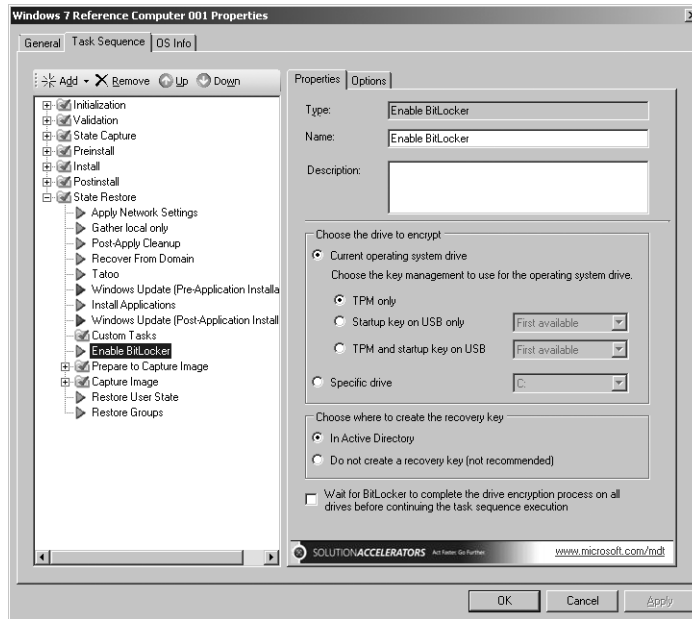 Windows 7 Reference Computer 001 Properties
General
Task Sequence
OS Info
Add
Remove
Up
Down
Initialization
Validation
State Capture
Preinstall
Install
Postinstall
State Restore
Apply Network Settings
Gather local only
Post-Apply Cleanup
Recover From Domain
Tatoo
Windows Update (Pre-Application Installa
Install Applications
Windows Update (Post-Application Install
Custom Tasks
Enable BitLocker
Prepare to Capture Image
Capture Image
Restore User State
Restore Groups
Properties
Options
Type:
Enable BitLocker
Name:
Enable BitLocker
Description:
Choose the drive to encrypt
Current operating system drive
Choose the key management to use for the operating system drive.
TPM only
Startup key on USB only
First available
TPM and startup key on USB
First available
Specific drive
C:
Choose where to create the recovery key
In Active Directory
Do not create a recovery key (not recommended)
Wait for BitLocker to complete the drive encryption process on all
drives before continuing the task sequence execution
SOLUTIONACCELERATORS Act Faster. Go Further.
www.microsoft.com/mdt
OK
Cancel
Apply